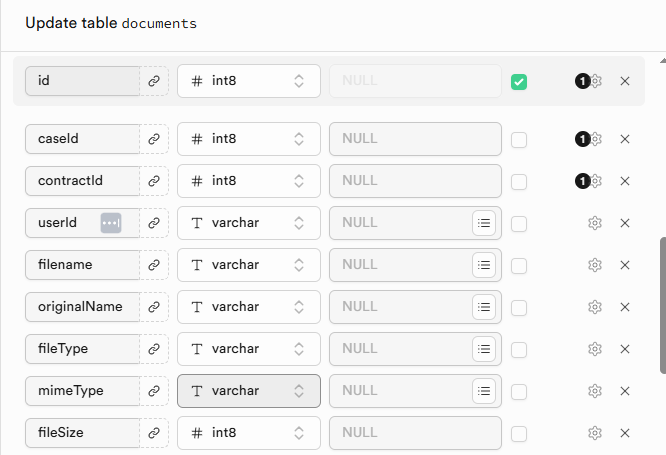 Update table documents
id # int8 NULL 1
caseId # int8 NULL 1
contractId # int8 NULL 1
userId T varchar NULL
filename T varchar NULL
originalName T varchar NULL
fileType T varchar NULL
mimeType T varchar NULL
fileSize # int8 NULL